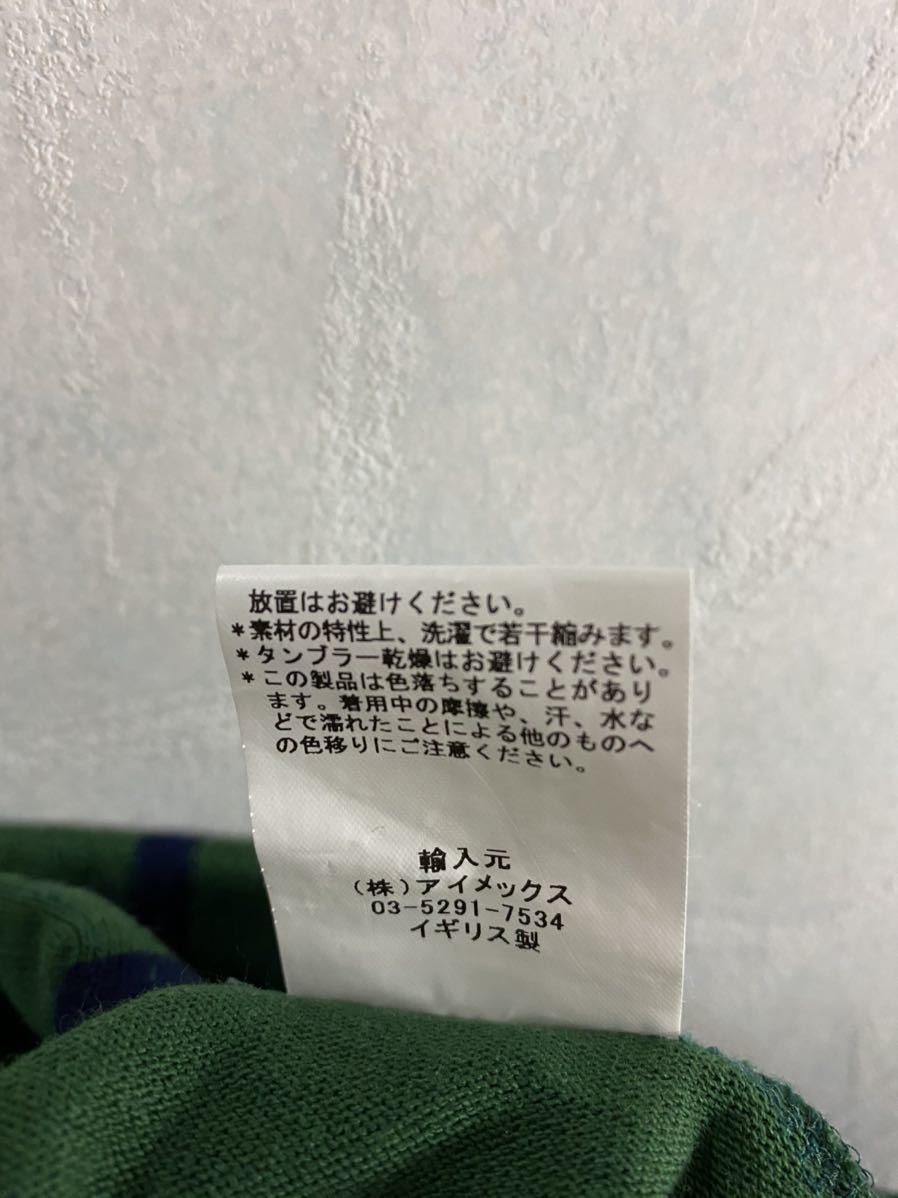 放置はお避けください。
*素材の特性上、洗濯で若干縮みます。
*タンブラー乾燥はお避けください。
*この製品は色落ちすることがあり
ます。着用中の摩擦や、汗、水な
どで濡れたことによる他のものへ
の色移りにご注意ください。
輸入元
(株)アイメックス
03-5291-7534
イギリス製